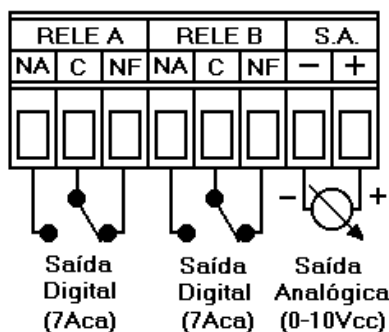 RELE A RELE B S.A.
NA C NF NA C NF − +
− +
Saída Saída Saída
Digital Digital Analógica
(7Aca) (7Aca) (0-10Vcc)